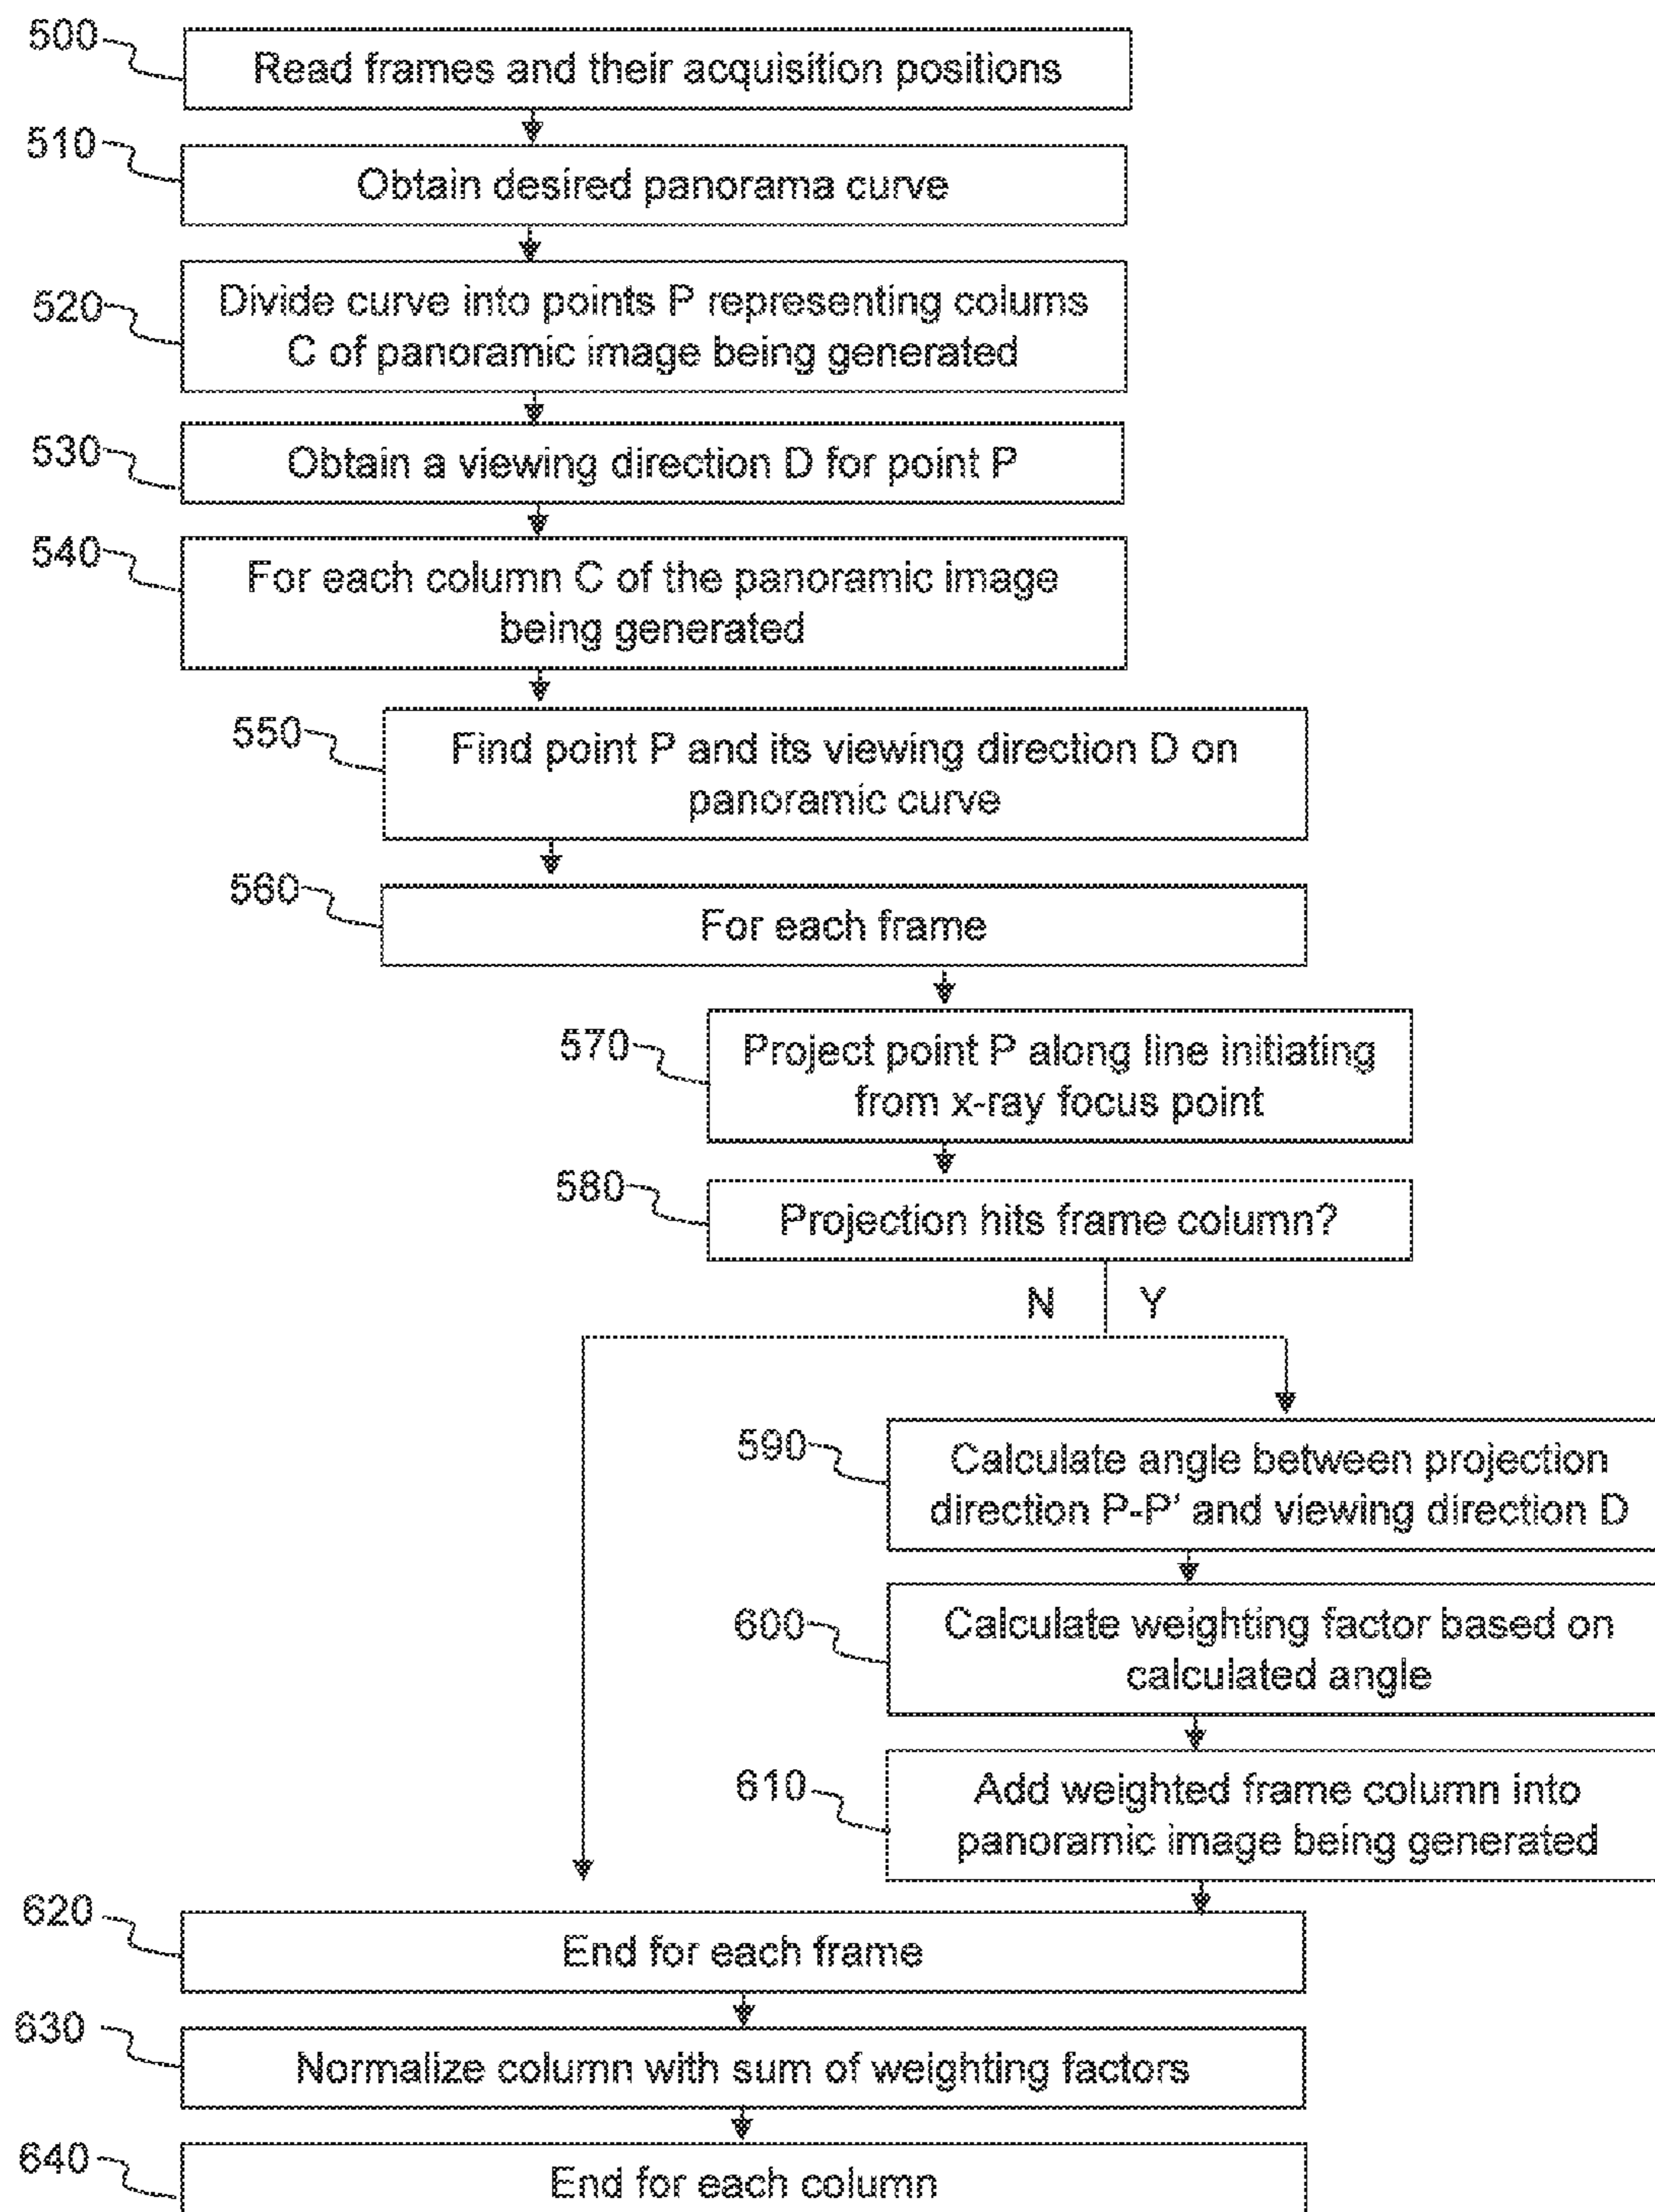 500
Read frames and their acquisition positions
510
Obtain desired panorama curve
520
Divide curve into points P representing colums
C of panoramic image being generated
530
Obtain a viewing direction D for point P
540
For each column C of the panoramic image
being generated
550
Find point P and its viewing direction D on
panoramic curve
560
For each frame
570
Project point P along line initiating
from x-ray focus point
580
Projection hits frame column?
N Y
590
Calculate angle between projection
direction P-P' and viewing direction D
600
Calculate weighting factor based on
calculated angle
610
Add weighted frame column into
panoramic image being generated
620
End for each frame
630
Normalize column with sum of weighting factors
640
End for each column